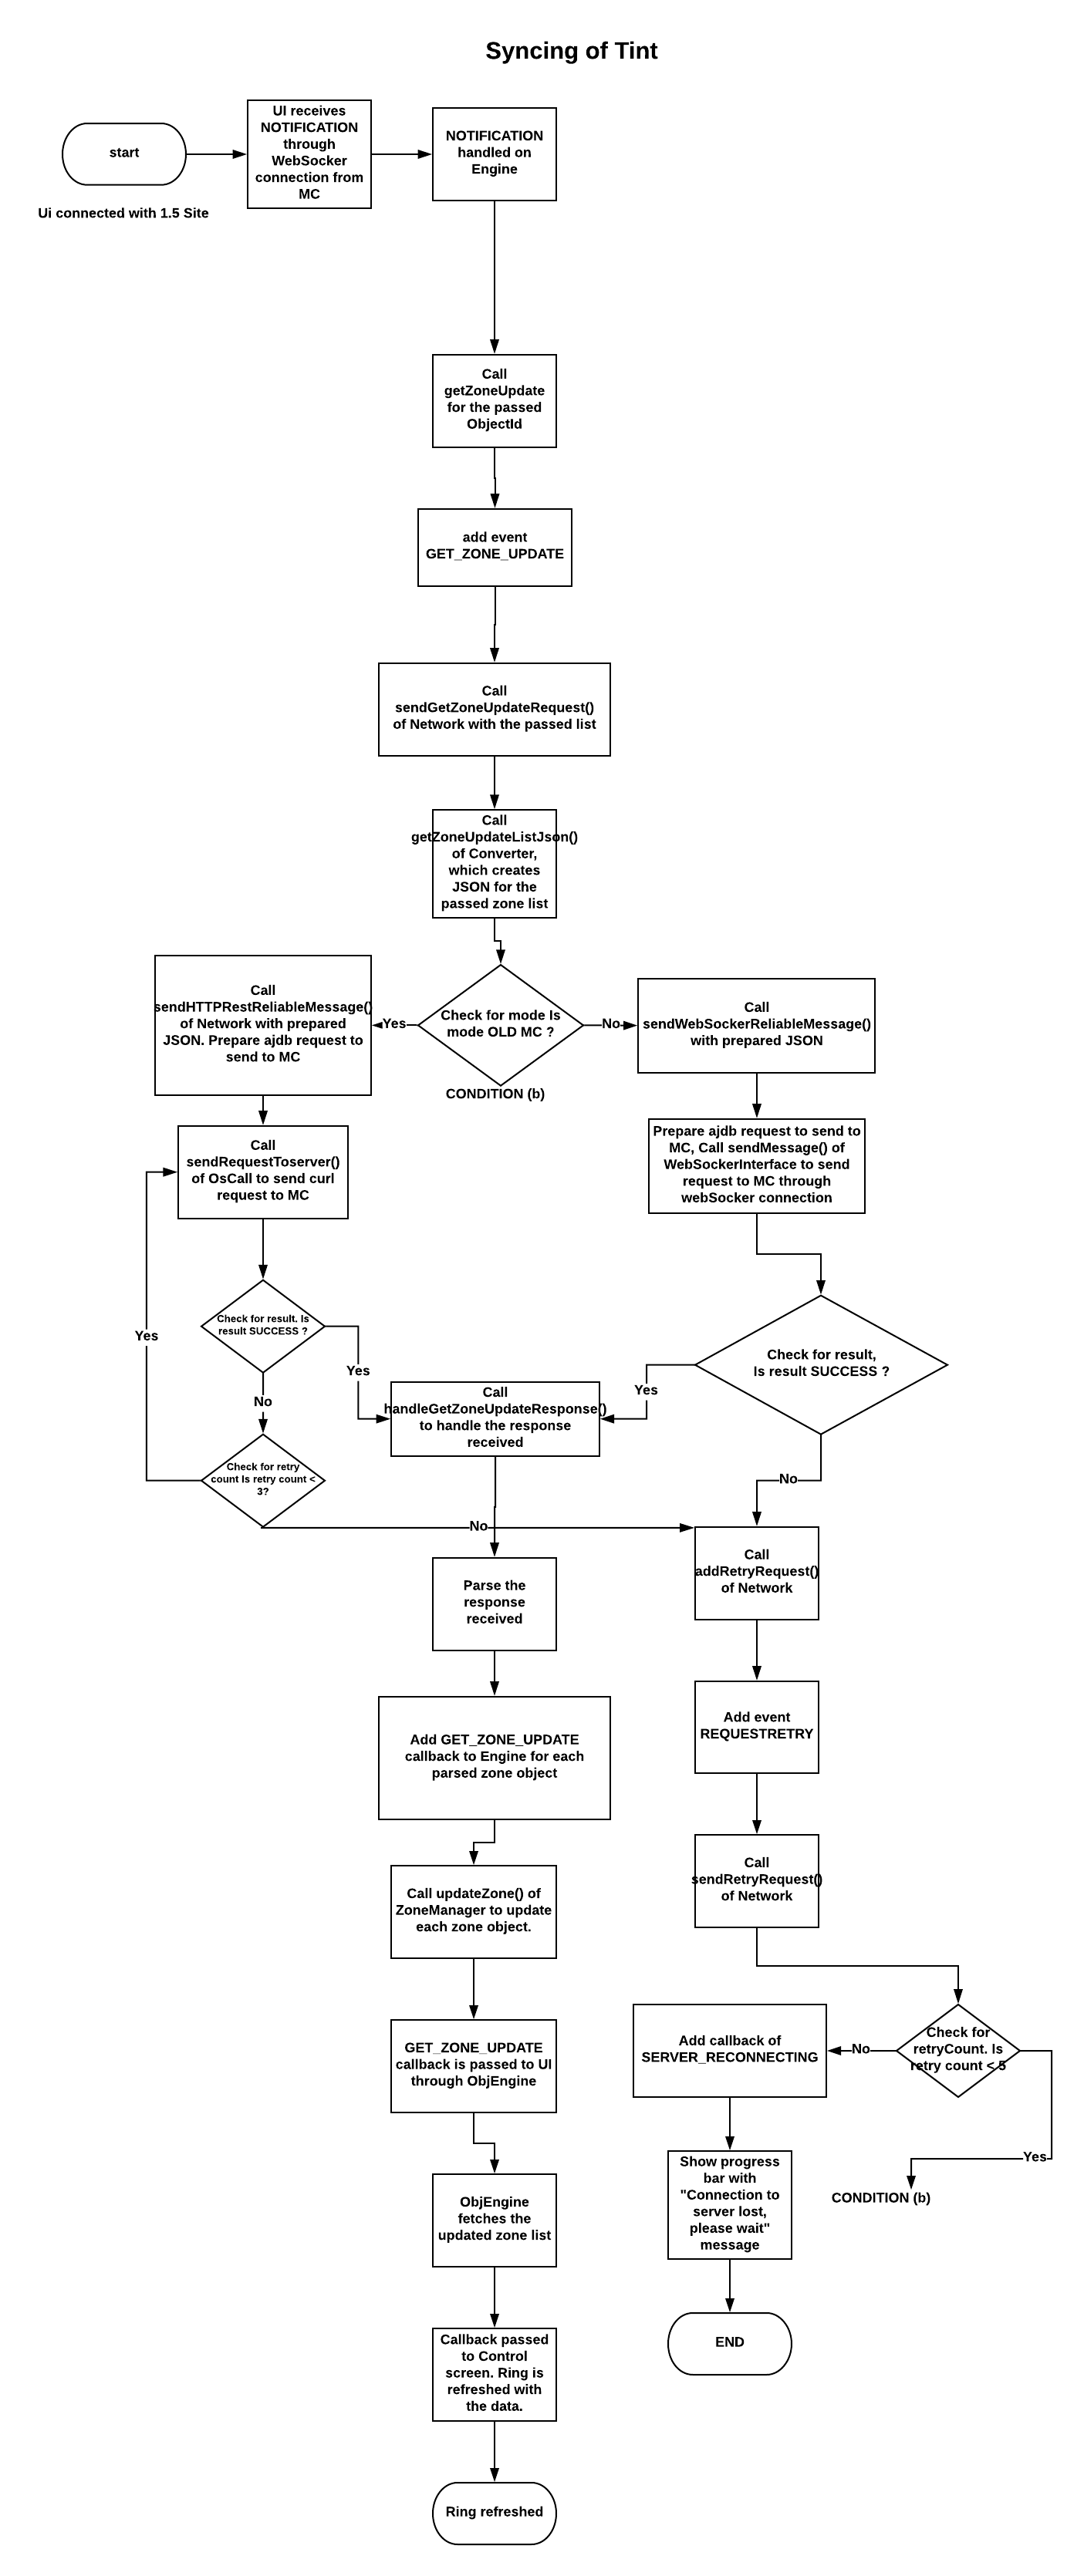 Syncing of Tint
start
Ui connected with 1.5 Site
UI receives
NOTIFICATION
through
WebSocker
connection from
MC
NOTIFICATION
handled on
Engine
Call
getZoneUpdate
for the passed
ObjectId
add event
GET_ZONE_UPDATE
Call
sendGetZoneUpdateRequest()
of Network with the passed list
Call
getZoneUpdateListJson()
of Converter,
which creates
JSON for the
passed zone list
Check for mode Is
mode OLD MC ?
CONDITION (b)
Yes
No
Call
sendHTTPRestReliableMessage()
of Network with prepared
JSON. Prepare ajdb request to
send to MC
Call
sendWebSockerReliableMessage()
with prepared JSON
Call
sendRequestToserver()
of OsCall to send curl
request to MC
Prepare ajdb request to send to
MC, Call sendMessage() of
WebSockerInterface to send
request to MC through
webSocker connection
Check for result. Is
result SUCCESS ?
Yes
Yes
No
Check for result,
Is result SUCCESS ?
Yes
No
Call
handleGetZoneUpdateResponse()
to handle the response
received
Check for retry
count Is retry count <
3?
No
Call
addRetryRequest()
of Network
Parse the
response
received
Add event
REQUESTRETRY
Add GET_ZONE_UPDATE
callback to Engine for each
parsed zone object
Call
sendRetryRequest()
of Network
Call updateZone() of
ZoneManager to update
each zone object.
Check for
retryCount. Is
retry count < 5
No
Yes
CONDITION (b)
Add callback of
SERVER_RECONNECTING
GET_ZONE_UPDATE
callback is passed to UI
through ObjEngine
Show progress
bar with
"Connection to
server lost,
please wait"
message
ObjEngine
fetches the
updated zone list
END
Callback passed
to Control
screen. Ring is
refreshed with
the data.
Ring refreshed